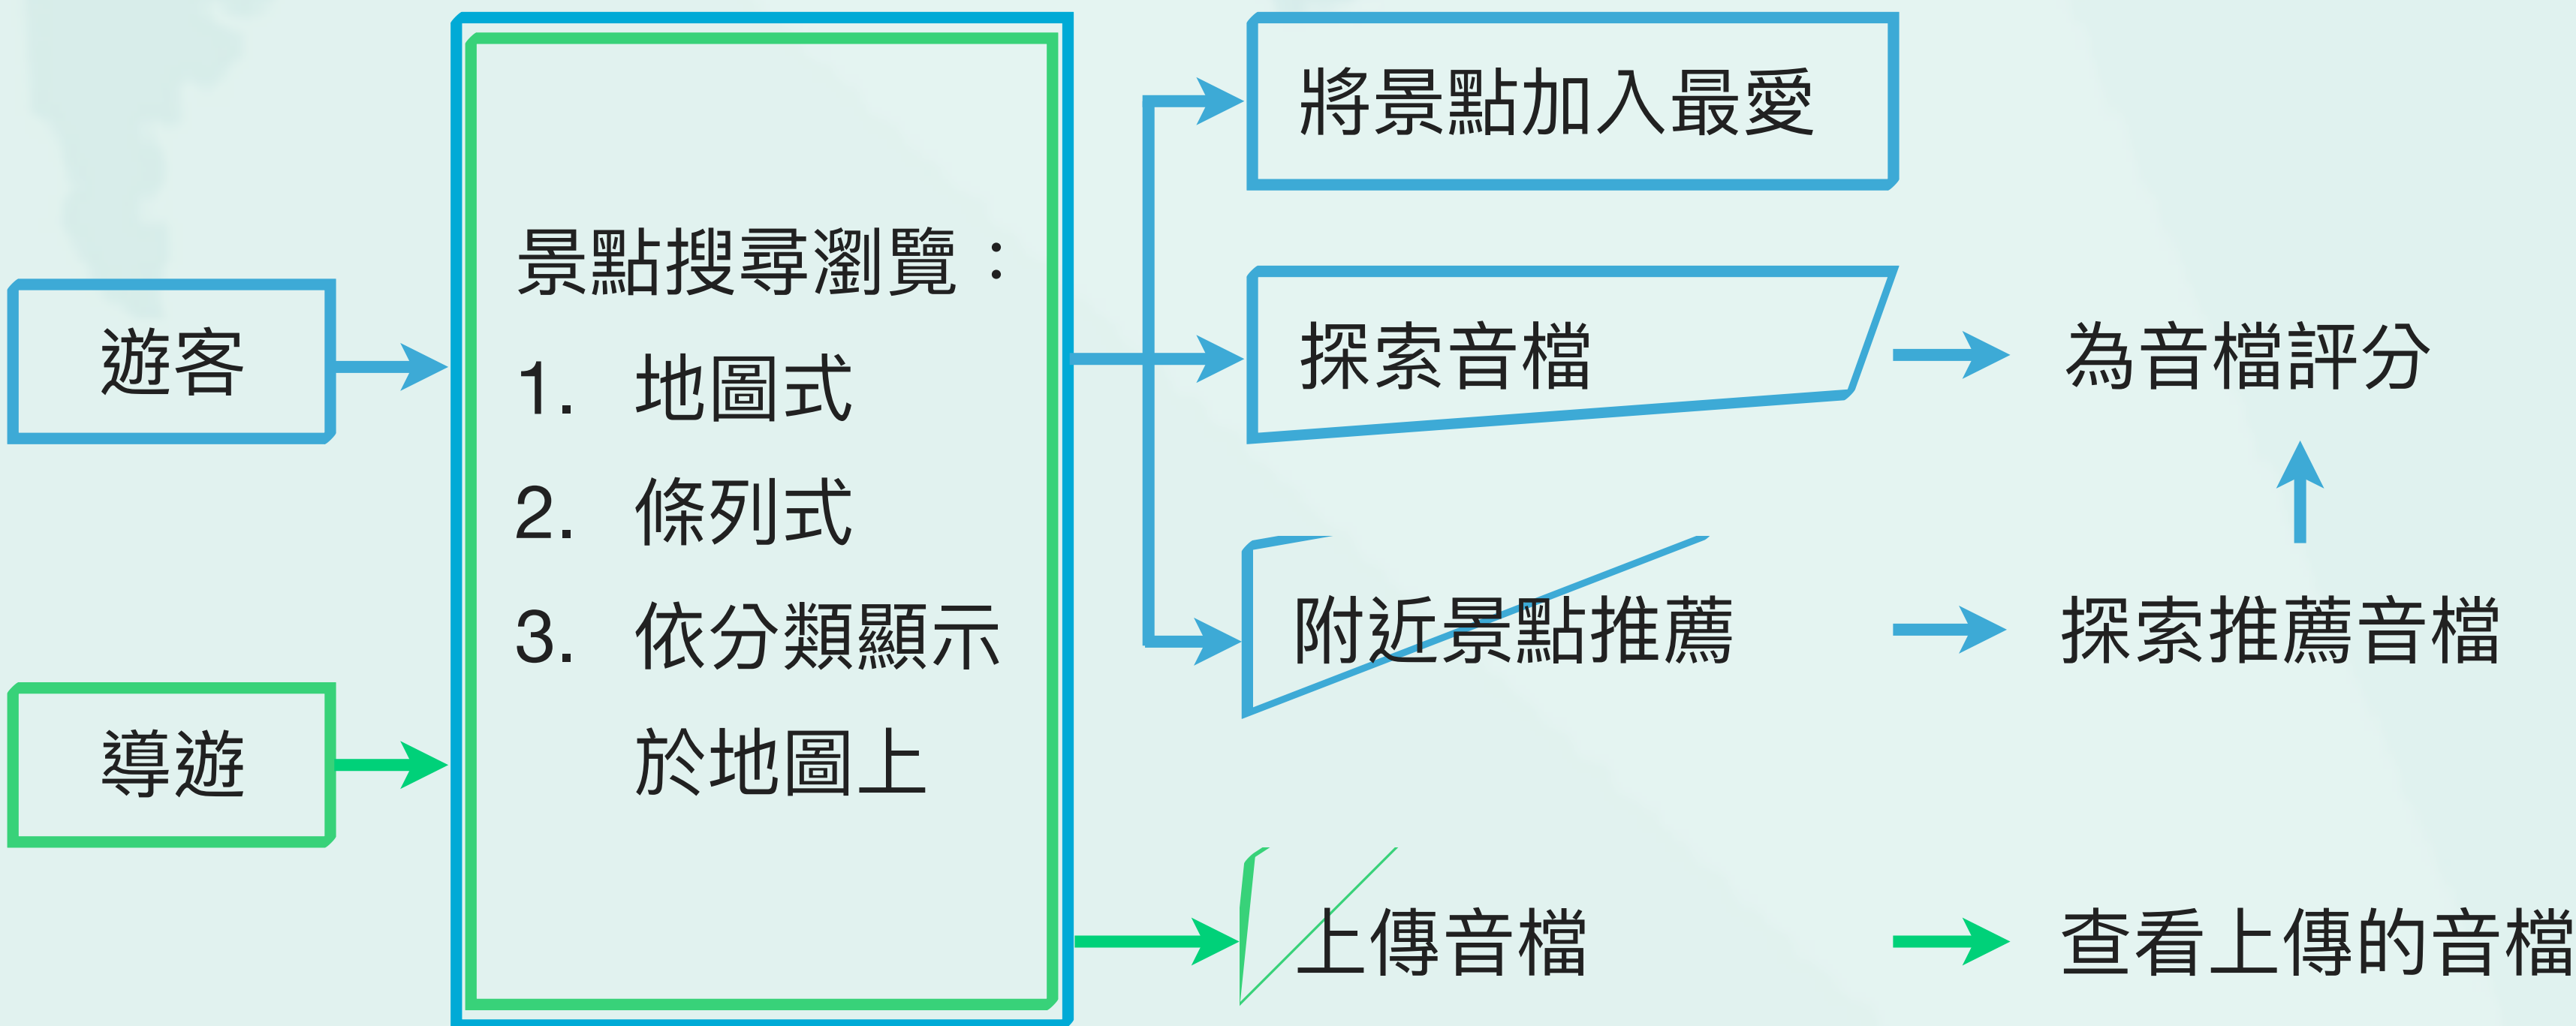 遊客
導遊
景點搜尋瀏覽：
1. 地圖式
2. 條列式
3. 依分類顯示
於地圖上
將景點加入最愛
探索音檔
為音檔評分
附近景點推薦
探索推薦音檔
上傳音檔
查看上傳的音檔